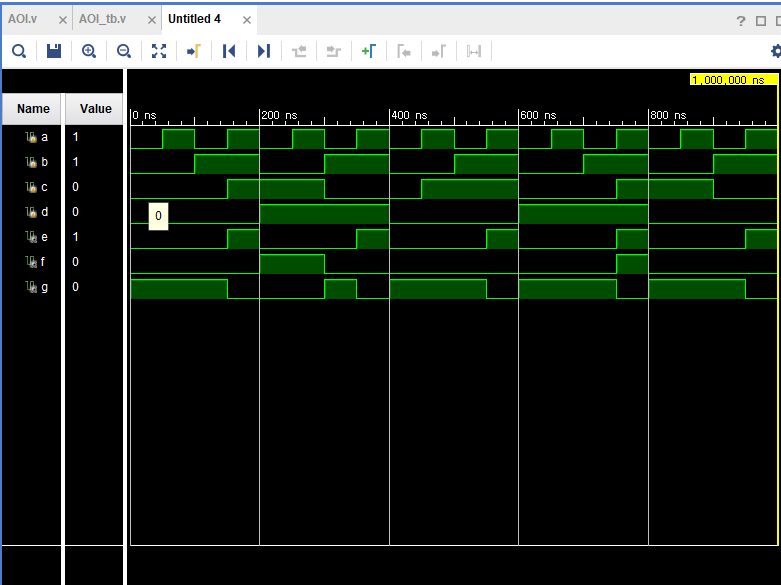 AOI.v × AOI_tb.v × Untitled 4 ×
?
1,000,000 ns
Name Value
0 ns 200 ns 400 ns 600 ns 800 ns
a 1
b 1
c 0
d 0
0
e 1
f 0
g 0